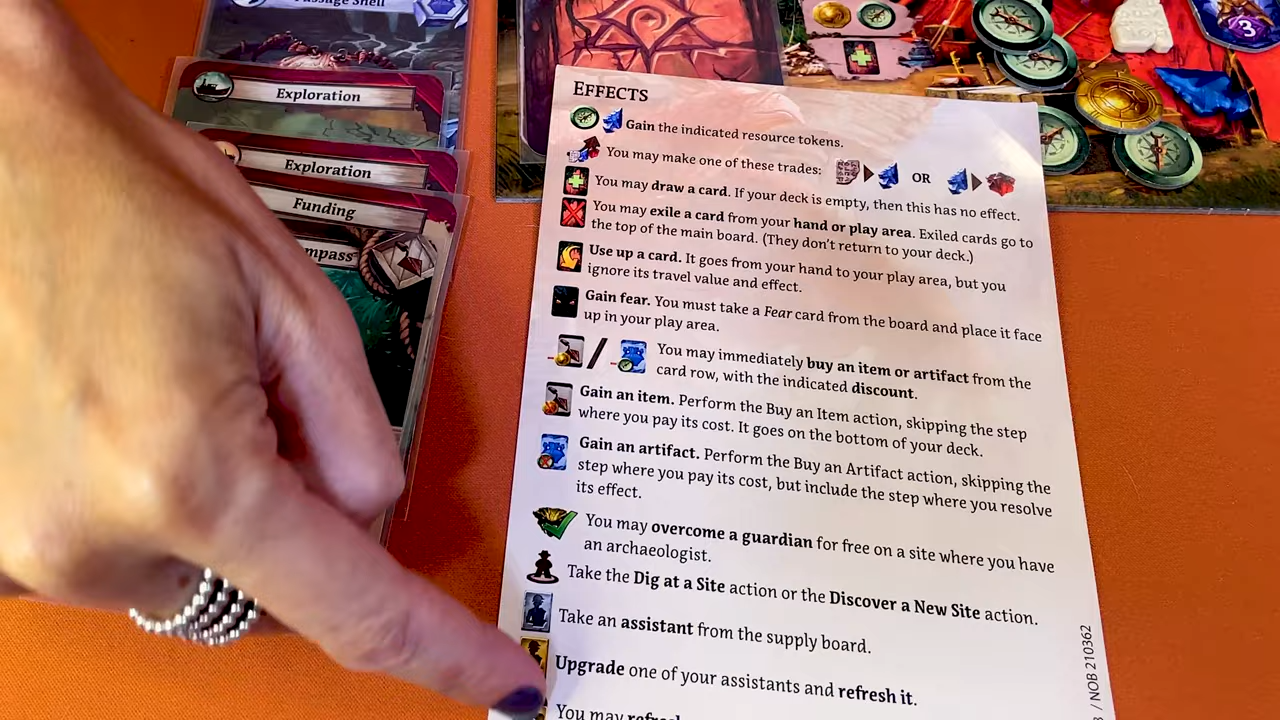 Passage Shell
Exploration
Exploration
Funding
mpass
3
EFFECTS
Gain the indicated resource tokens.
You may make one of these trades: OR
You may draw a card. If your deck is empty, then this has no effect.
You may exile a card from your hand or play area. Exiled cards go to
the top of the main board. (They don't return to your deck.)
Use up a card. It goes from your hand to your play area, but you
ignore its travel value and effect.
Gain fear. You must take a Fear card from the board and place it face
up in your play area.
You may immediately buy an item or artifact from the
card row, with the indicated discount.
Gain an item. Perform the Buy an Item action, skipping the step
where you pay its cost. It goes on the bottom of your deck.
Gain an artifact. Perform the Buy an Artifact action, skipping the
step where you pay its cost, but include the step where you resolve
its effect.
You may overcome a guardian for free on a site where you have
an archaeologist.
Take the Dig at a Site action or the Discover a New Site action.
Take an assistant from the supply board.
Upgrade one of your assistants and refresh it.
You may refresh
/ NOB 210362